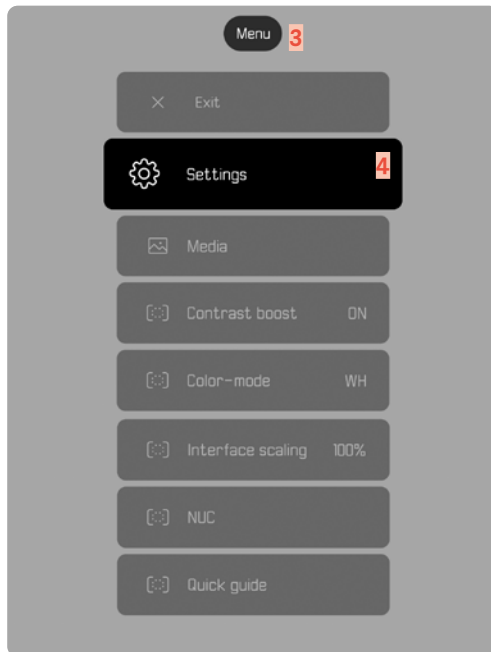 Menu 3
Exit
Settings 4
Media
Contrast boost ON
Color-mode WH
Interface scaling 100%
NUC
Quick guide